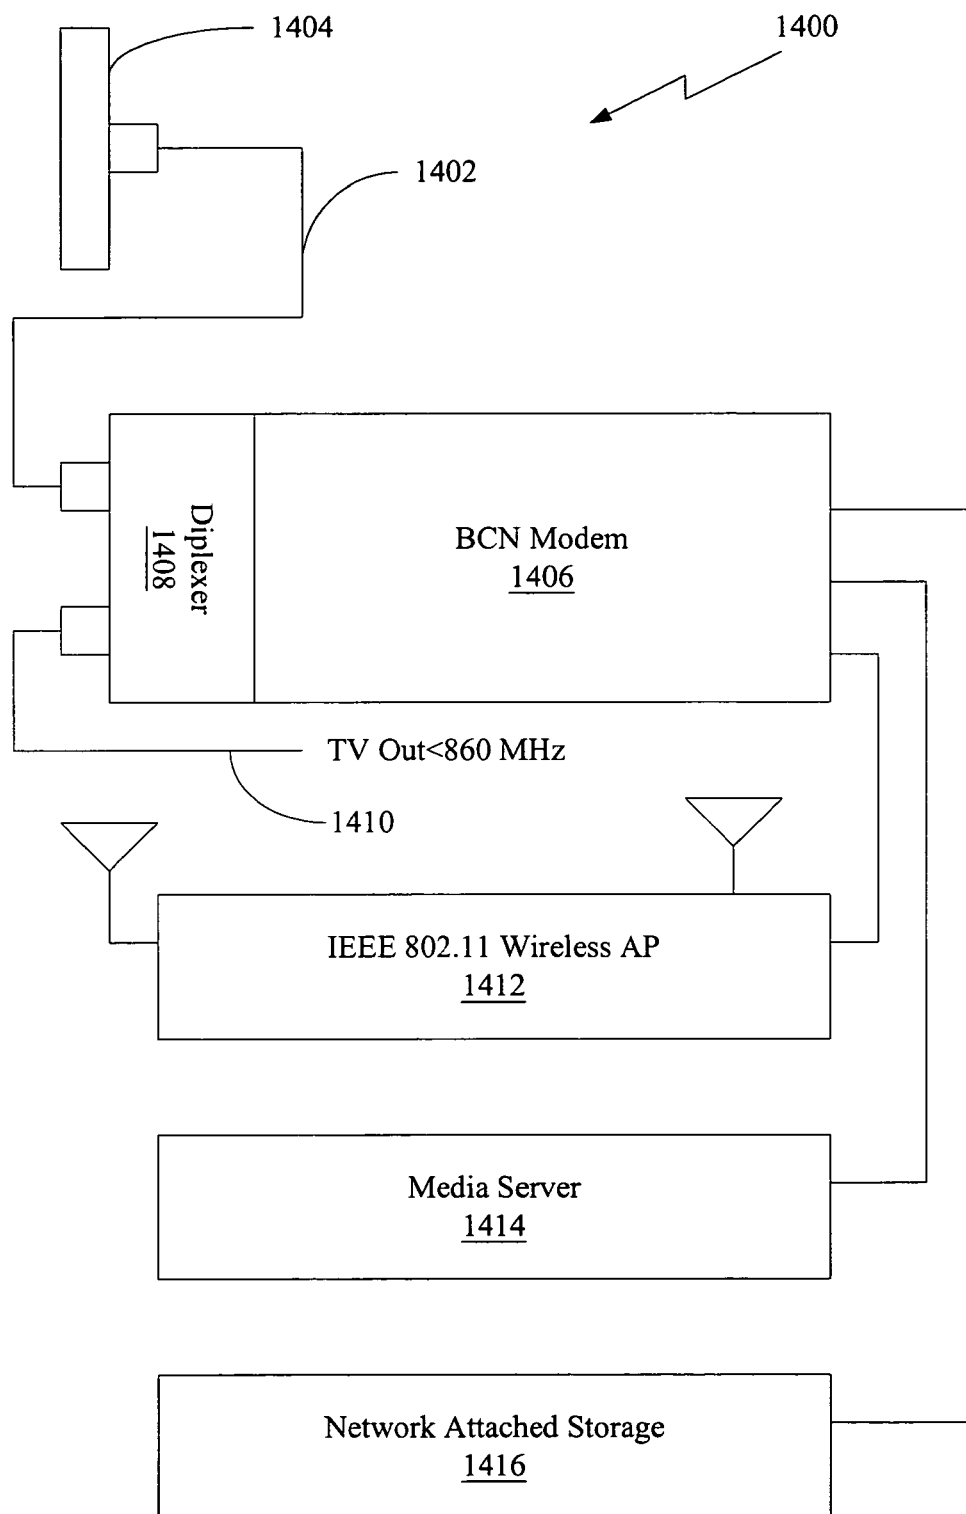 1404
1400
1402
Diplexer
1408
BCN Modem
1406
TV Out<860 MHz
1410
IEEE 802.11 Wireless AP
1412
Media Server
1414
Network Attached Storage
1416